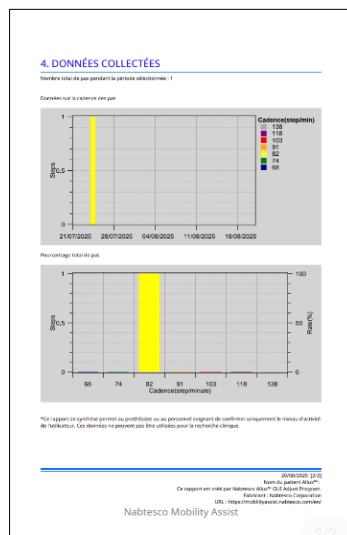 4. DONNÉES COLLECTÉES
Nombre total de pas pendant la période sélectionnée : 1
Données sur la cadence des pas
Cadence(step/min)
138
118
103
91
82
74
68
Steps
1
0,5
0
21/07/2025 28/07/2025 04/08/2025 11/08/2025 18/08/2025
Pourcentage total de pas
Steps
1
0,5
0
100
50
0
Rate(%)
68 74 82 91 103 118 138
Cadence(step/minute)
*Ce rapport de synthèse permet au prothésiste ou au personnel soignant de confirmer uniquement le niveau d'activité
de l'utilisateur. Ces données ne peuvent pas être utilisées pour la recherche clinique.
20/08/2025 [2/2]
Nom du patient Allux™:
Ce rapport est créé par Nabtesco Allux™ GUI Adjust Program.
Fabricant : Nabtesco Corporation
URL : https://mobilityassist.nabtesco.com/en/
Nabtesco Mobility Assist
2/2